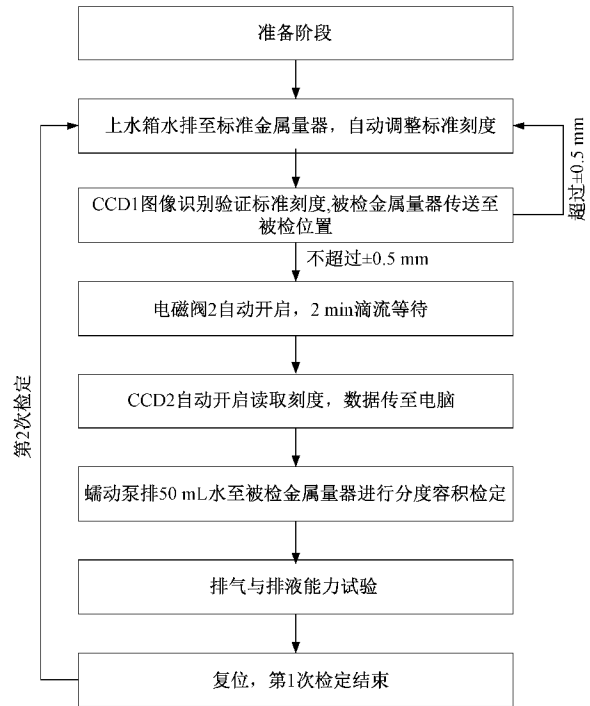 准备阶段
上水箱水排至标准金属量器，自动调整标准刻度
超过±0.5 mm
CCD1图像识别验证标准刻度,被检金属量器传送至
被检位置
不超过±0.5 mm
电磁阀2自动开启，2 min滴流等待
第2次检定
CCD2自动开启读取刻度，数据传至电脑
蠕动泵排50 mL水至被检金属量器进行分度容积检定
排气与排液能力试验
复位，第1次检定结束